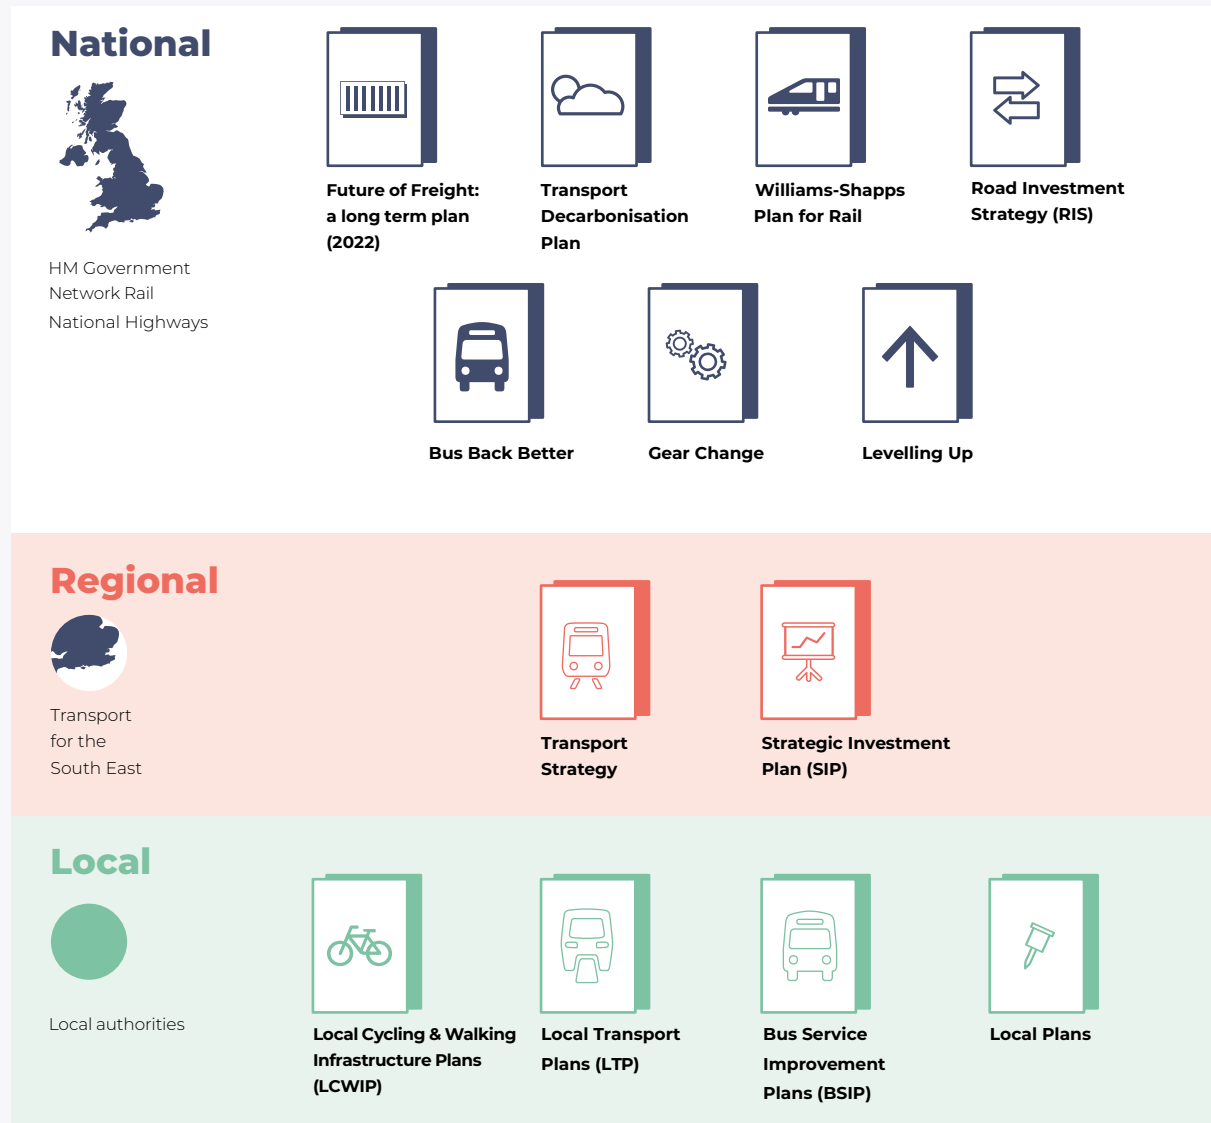 National
HM Government
Network Rail
National Highways
Future of Freight:
a long term plan
(2022)
Transport
Decarbonisation
Plan
Williams-Shapps
Plan for Rail
Road Investment
Strategy (RIS)
Bus Back Better
Gear Change
Levelling Up
Regional
Transport
for the
South East
Transport
Strategy
Strategic Investment
Plan (SIP)
Local
Local authorities
Local Cycling & Walking
Infrastructure Plans
(LCWIP)
Local Transport
Plans (LTP)
Bus Service
Improvement
Plans (BSIP)
Local Plans